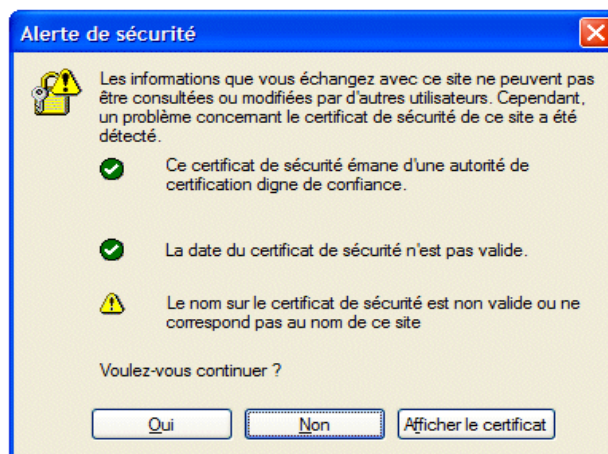 Alerte de sécurité
Les informations que vous échangez avec ce site ne peuvent pas
être consultées ou modifiées par d'autres utilisateurs. Cependant,
un problème concernant le certificat de sécurité de ce site a été
détecté.
Ce certificat de sécurité émane d'une autorité de
certification digne de confiance.
La date du certificat de sécurité n'est pas valide.
Le nom sur le certificat de sécurité est non valide ou ne
correspond pas au nom de ce site
Voulez-vous continuer ?
Oui Non Afficher le certificat